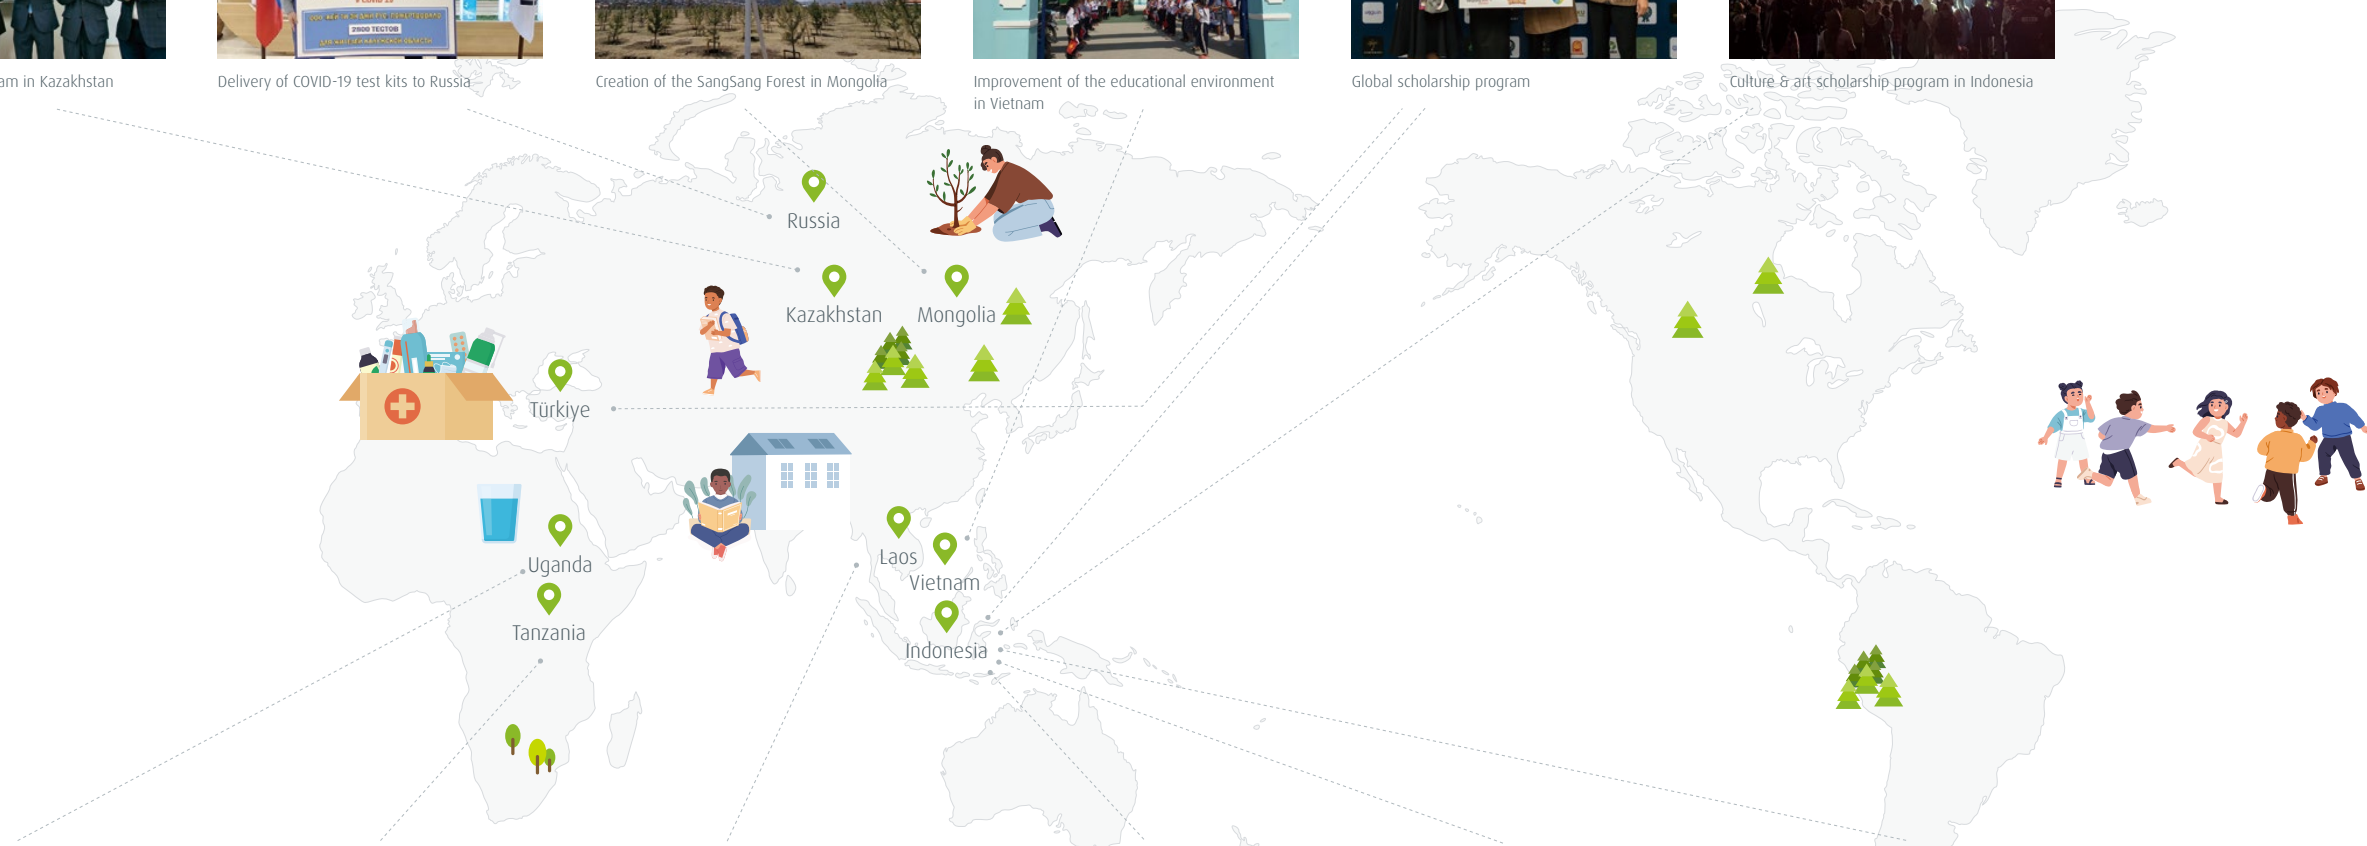 am in Kazakhstan
2800 ТЕСТОВ
Delivery of COVID-19 test kits to Russia
Creation of the SangSang Forest in Mongolia
Improvement of the educational environment
in Vietnam
Global scholarship program
Culture & art scholarship program in Indonesia
Russia
Kazakhstan
Mongolia
Türkiye
Laos
Uganda
Vietnam
Tanzania
Indonesia